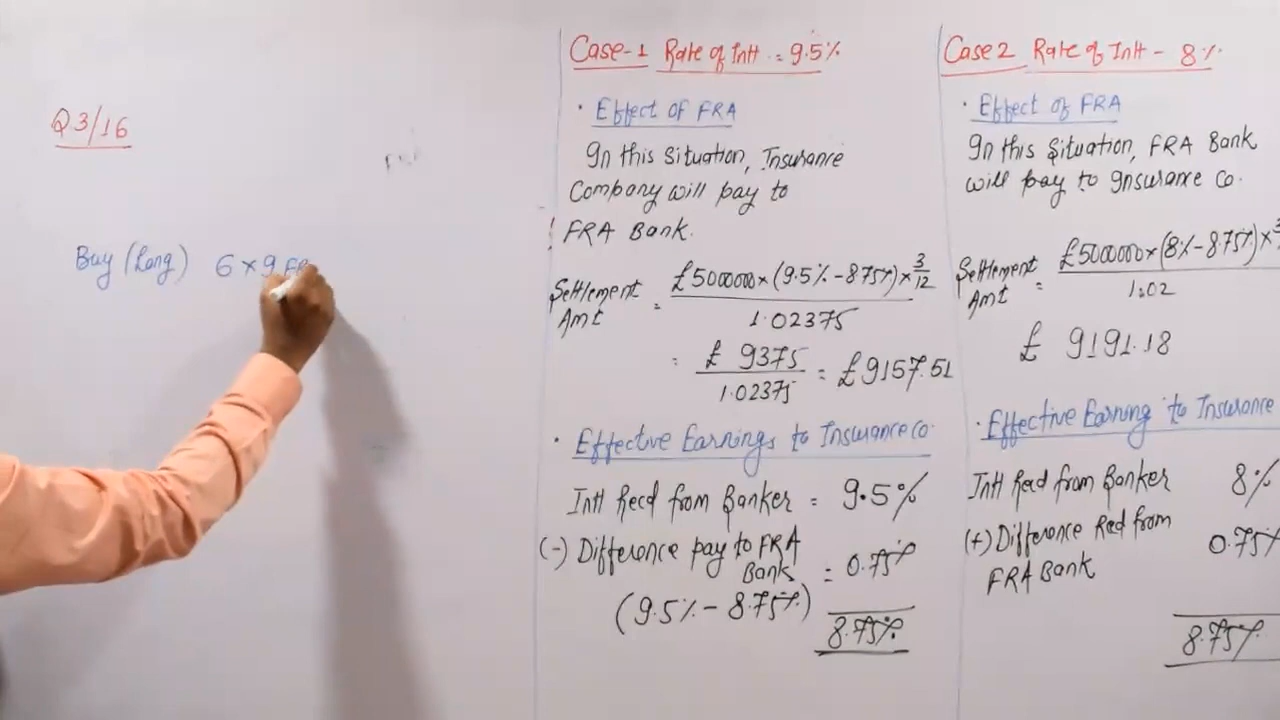 Q3/16
Buy (Long) 6×9 FR
Case-1 Rate of Intt = 9.5%
• Effect of FRA
In this Situation, Insurance
Company will pay to
FRA Bank.
Settlement Amt = £5000000×(9.5%-8.75%)×3/12
1.02375
= £ 9375
1.02375
= £9157.51
• Effective Earnings to Insurance Co.
Intt Recd from Banker = 9.5%
(-) Difference pay to FRA
Bank = 0.75%
(9.5%-8.75%)
8.75%
Case 2 Rate of Intt - 8%
• Effect of FRA
In this Situation, FRA Bank
will pay to Insurance Co.
Settlement Amt = £5000000×(8%-8.75%)×3
1.02
£ 9191.18
• Effective Earning to Insurance
Intt Recd from Banker 8%
(+) Difference Recd from
FRA Bank 0.75%
8.75%